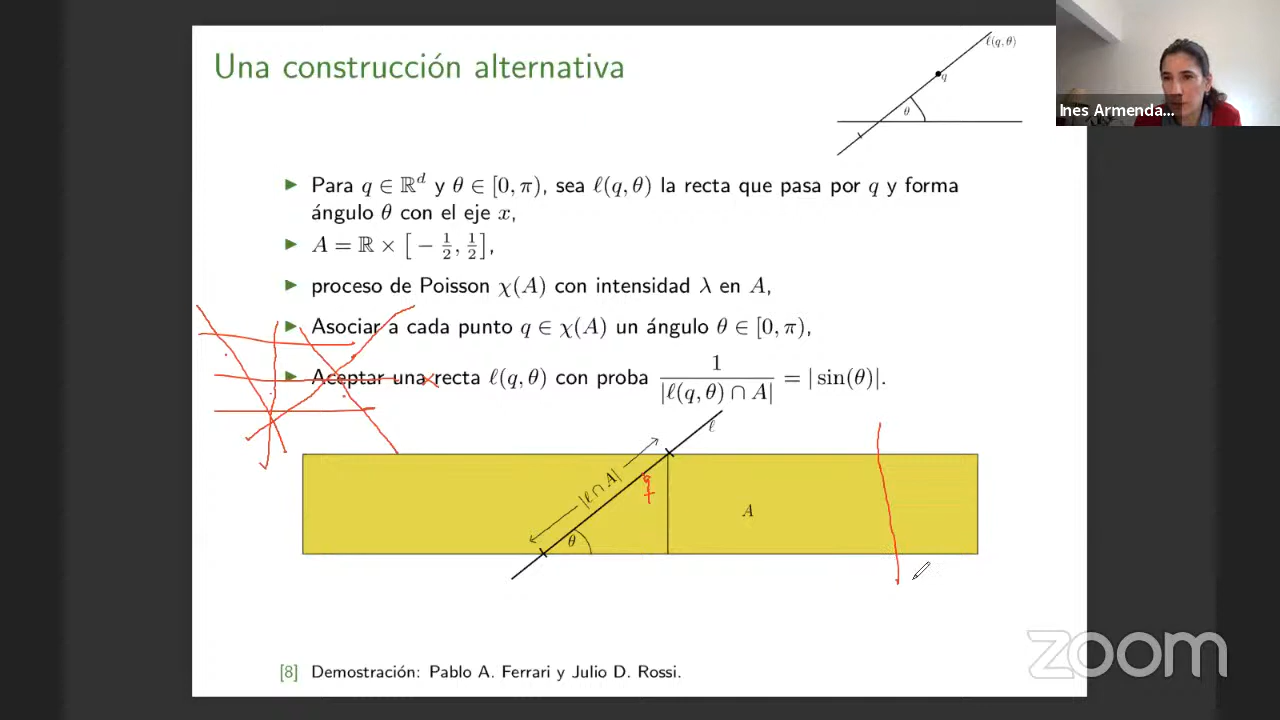 Una construcción alternativa
ℓ(q, θ)
q
θ
Ines Armenda...
▶ Para q ∈ ℝᵈ y θ ∈ [0, π), sea ℓ(q, θ) la recta que pasa por q y forma
ángulo θ con el eje x,
▶ A = ℝ × [ − 1/2, 1/2 ],
▶ proceso de Poisson χ(A) con intensidad λ en A,
▶ Asociar a cada punto q ∈ χ(A) un ángulo θ ∈ [0, π),
▶ Aceptar una recta ℓ(q, θ) con proba 1/|ℓ(q, θ) ∩ A| = | sin(θ)|.
ℓ
|ℓ ∩ A|
A
θ
zoom
[8] Demostración: Pablo A. Ferrari y Julio D. Rossi.